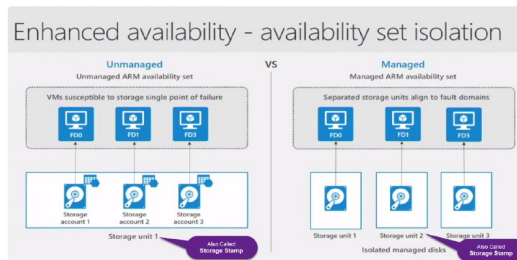 Enhanced availability - availability set isolation
Unmanaged
VS
Managed
Unmanaged ARM availability set
Managed ARM availability set
VMs susceptible to storage single point of failure
Separated storage units align to fault domains
FD0
FD1
FD3
FD0
FD1
FD3
Storage account 1
Storage account 2
Storage account 3
Storage unit 1
Also Called
Storage Stamp
Storage unit 1
Storage unit 2
Storage unit 3
Isolated managed disks
Also Called
Storage Stamp